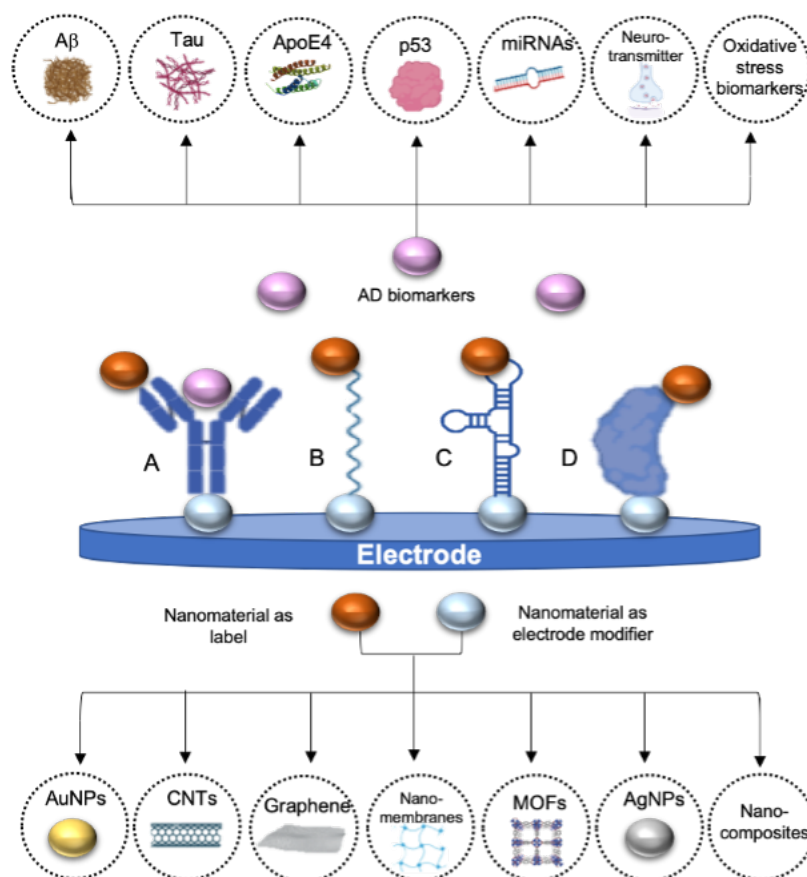 Aβ
Tau
ApoE4
p53
miRNAs
Neuro-
transmitter
Oxidative
stress
biomarkers
AD biomarkers
A
B
C
D
Electrode
Nanomaterial as
label
Nanomaterial as
electrode modifier
AuNPs
CNTs
Graphene
Nano-
membranes
MOFs
AgNPs
Nano-
composites